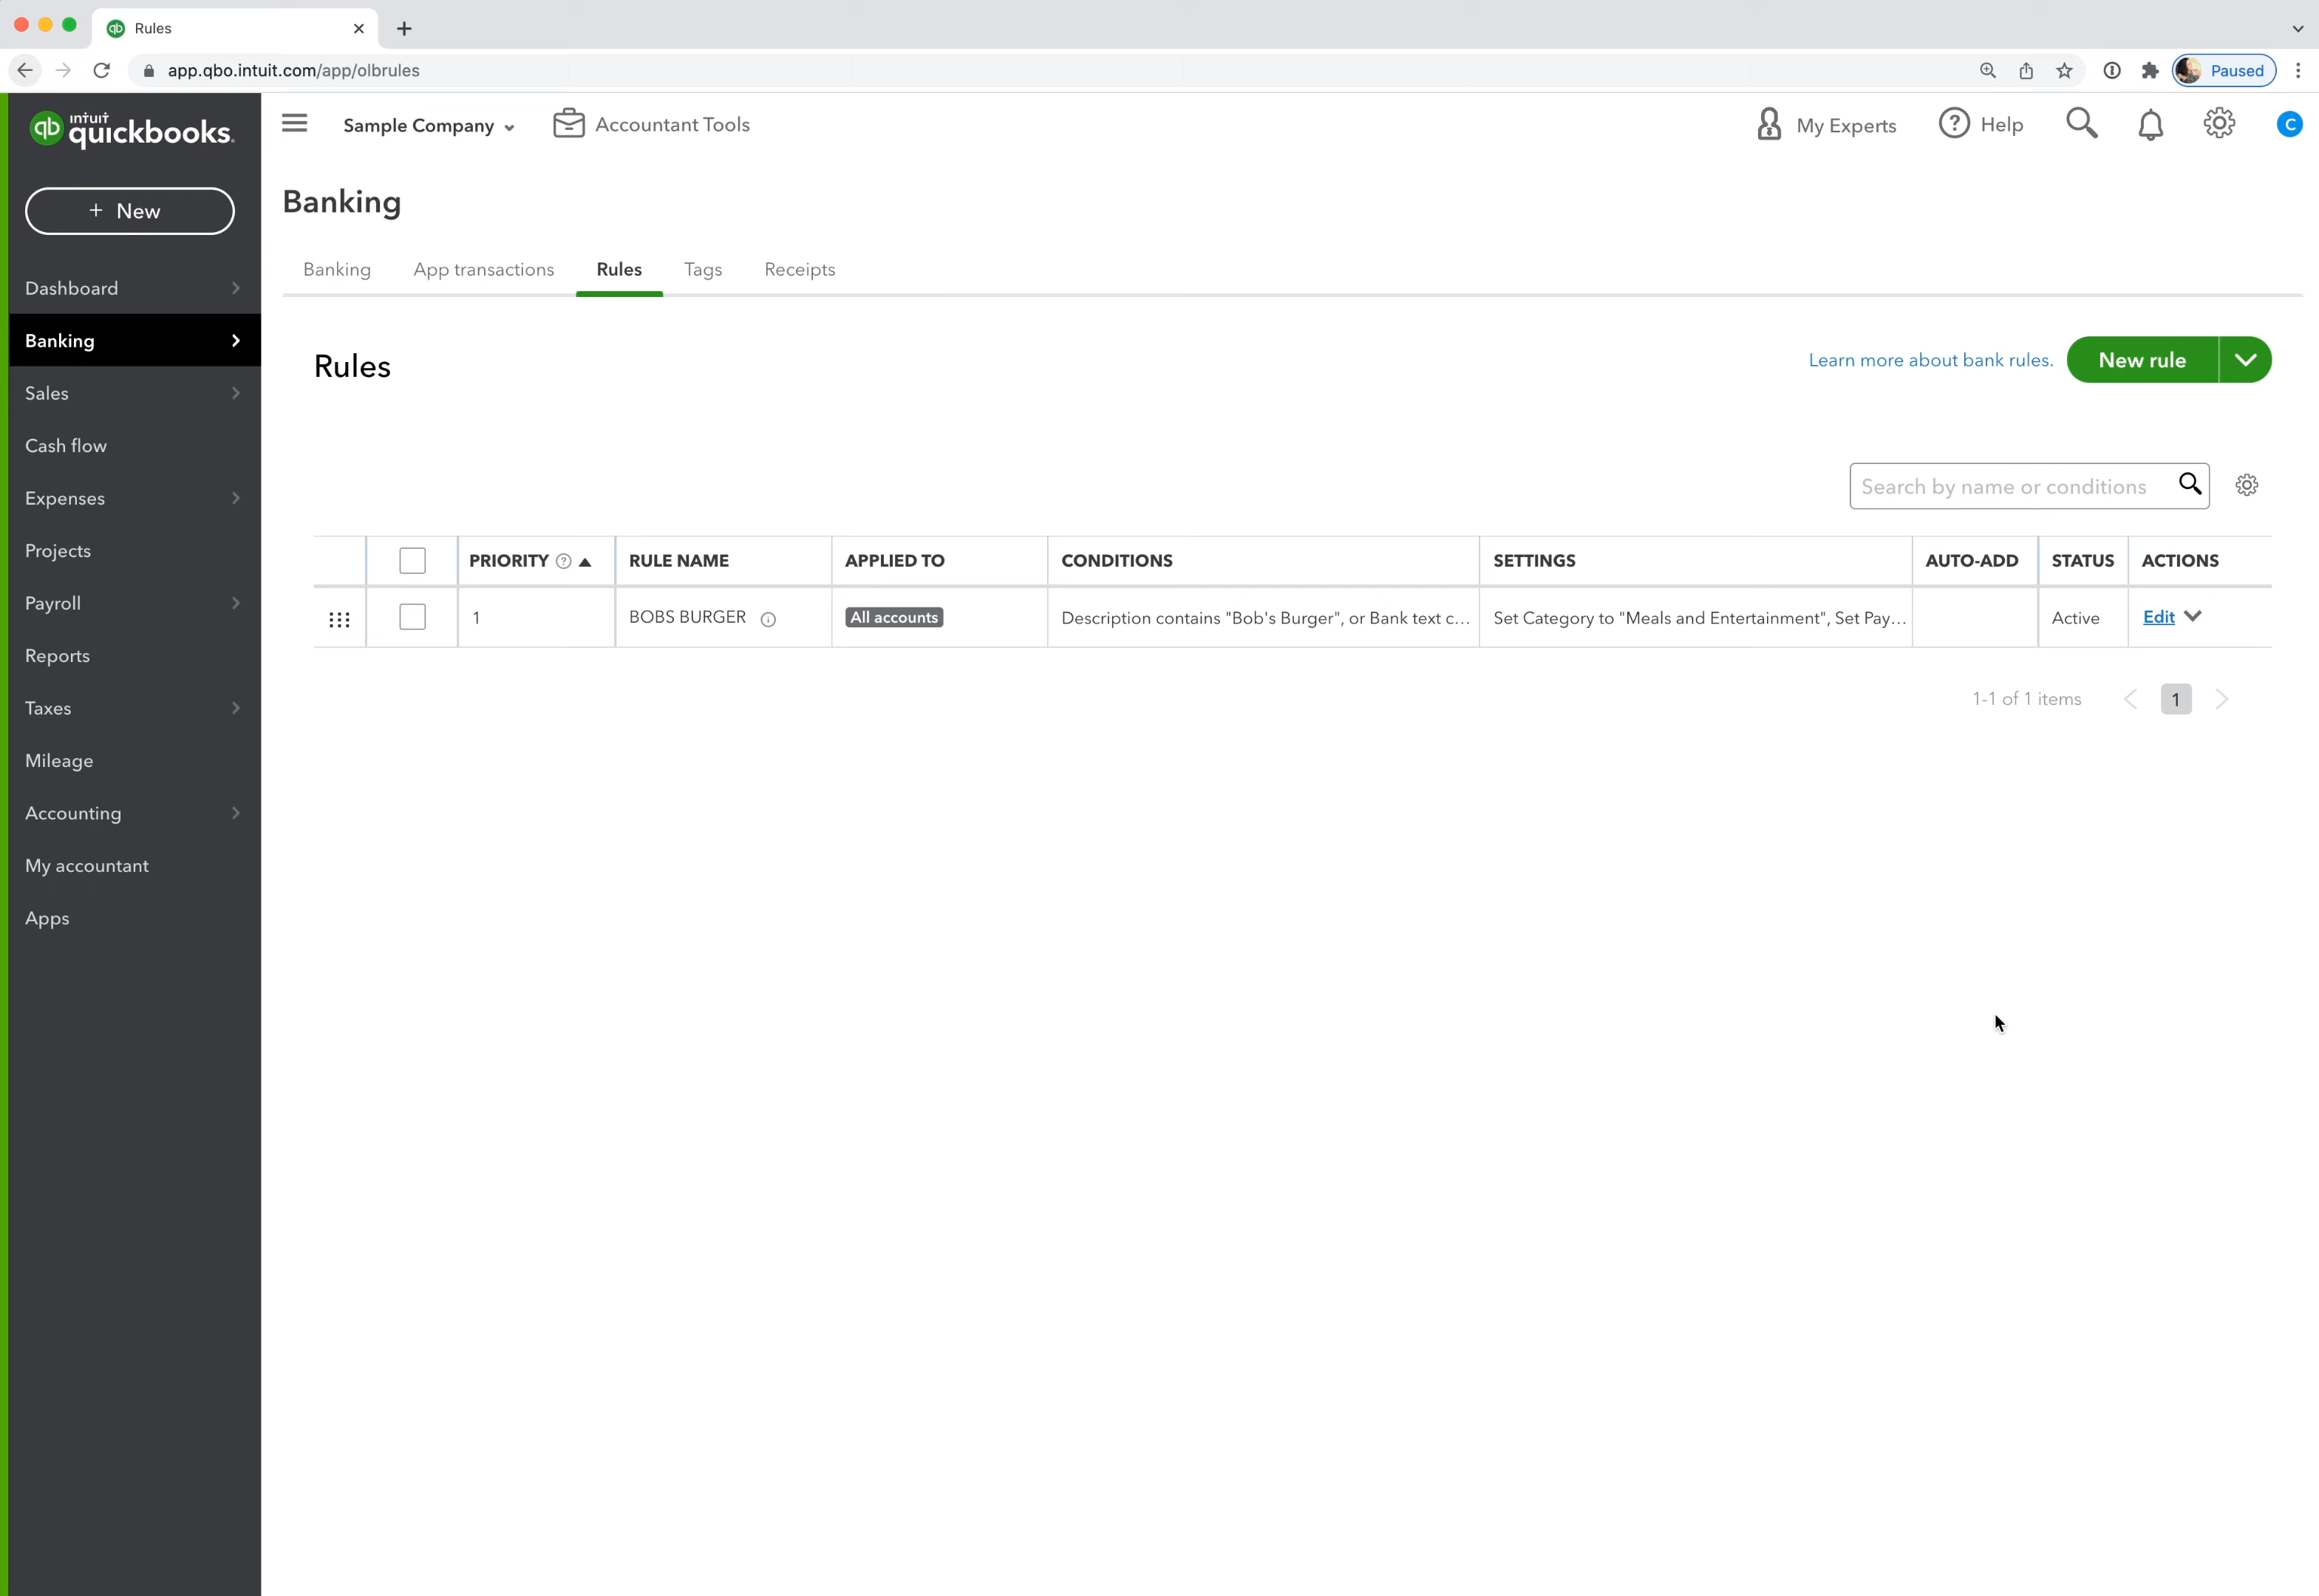 Rules
app.qbo.intuit.com/app/olbrules
Paused
intuit
quickbooks.
Sample Company
Accountant Tools
My Experts
Help
C
+ New
Dashboard
Banking
Sales
Cash flow
Expenses
Projects
Payroll
Reports
Taxes
Mileage
Accounting
My accountant
Apps
Banking
Banking App transactions Rules Tags Receipts
Rules
Learn more about bank rules.
New rule
Search by name or conditions
PRIORITY RULE NAME APPLIED TO CONDITIONS SETTINGS AUTO-ADD STATUS ACTIONS
1 BOBS BURGER All accounts Description contains "Bob's Burger", or Bank text c... Set Category to "Meals and Entertainment", Set Pay... Active Edit
1-1 of 1 items 1